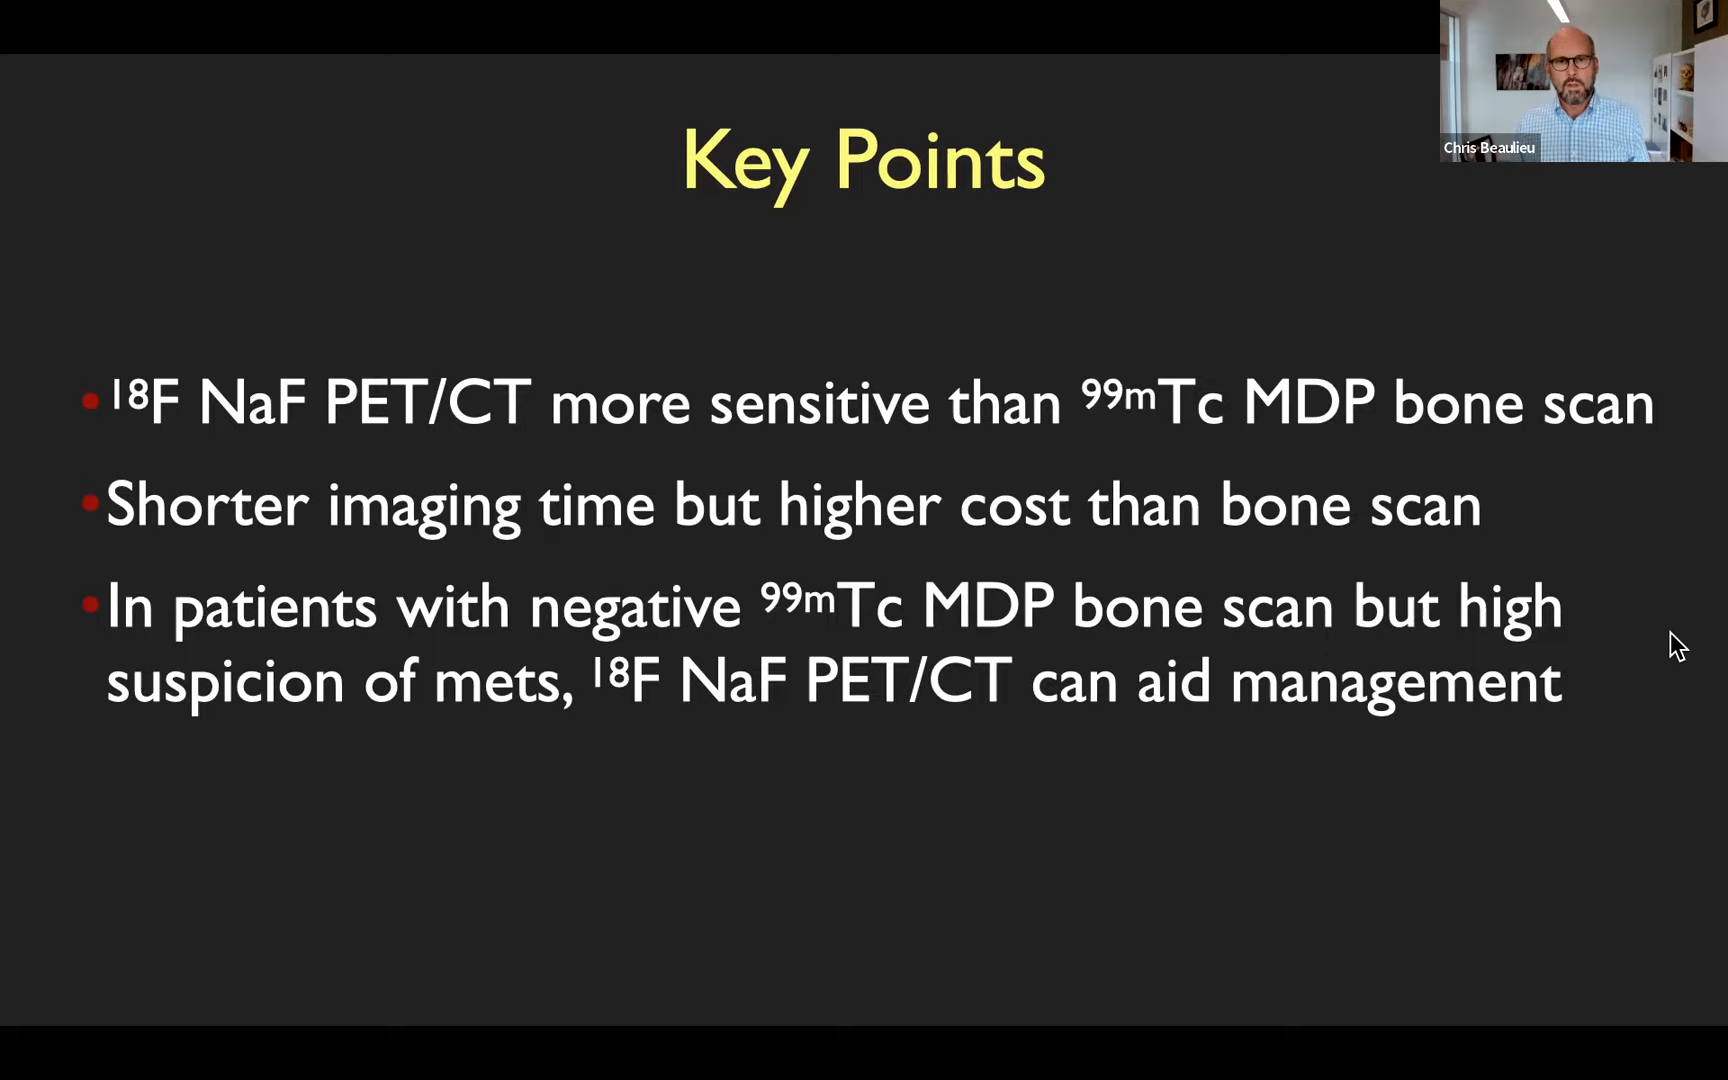 Chris Beaulieu
Key Points
•¹⁸F NaF PET/CT more sensitive than ⁹⁹ᵐTc MDP bone scan
•Shorter imaging time but higher cost than bone scan
•In patients with negative ⁹⁹ᵐTc MDP bone scan but high
suspicion of mets, ¹⁸F NaF PET/CT can aid management